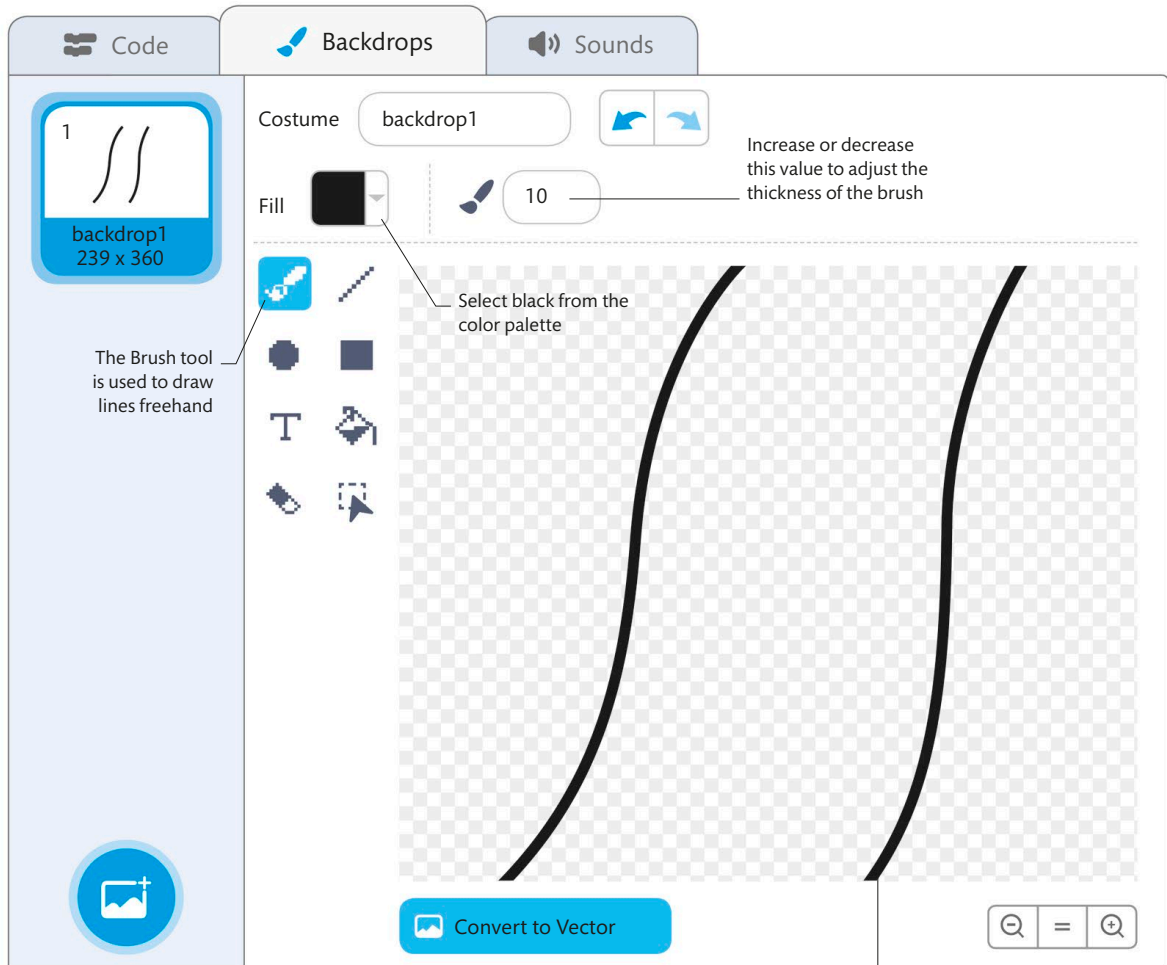 Code
Backdrops
Sounds
1
backdrop1
239 x 360
Costume
backdrop1
Increase or decrease
this value to adjust the
thickness of the brush
Fill
10
Select black from the
color palette
The Brush tool
is used to draw
lines freehand
T
Convert to Vector